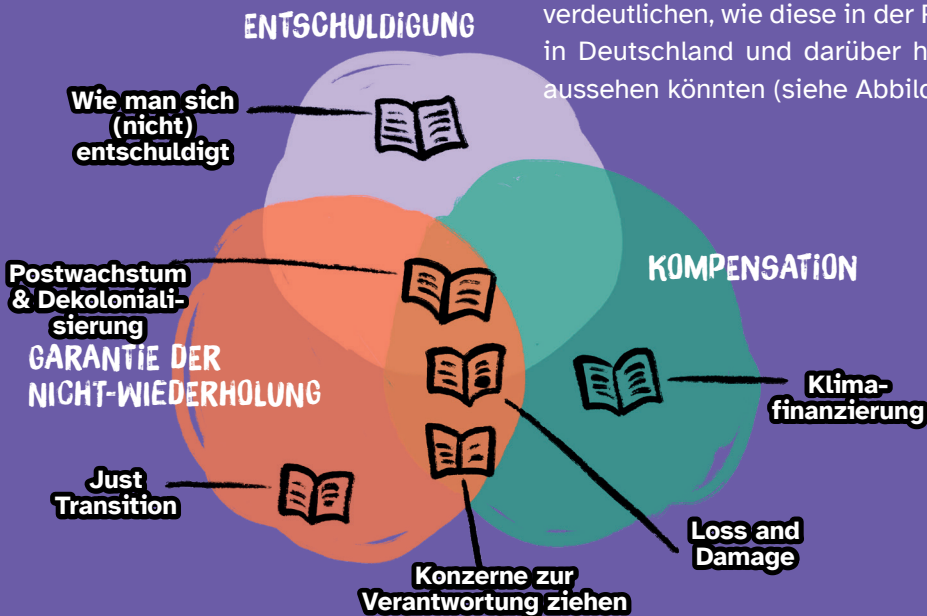 ENTSCHULDIGUNG
verdeutlichen, wie diese in der
in Deutschland und darüber
aussehen könnten (siehe
Wie man sich
(nicht)
entschuldigt
Postwachstum
& Dekoloniali-
sierung
KOMPENSATION
GARANTIE DER
NICHT-WIEDERHOLUNG
Klima-
finanzierung
Just
Transition
Loss and
Damage
Konzerne zur
Verantwortung ziehen